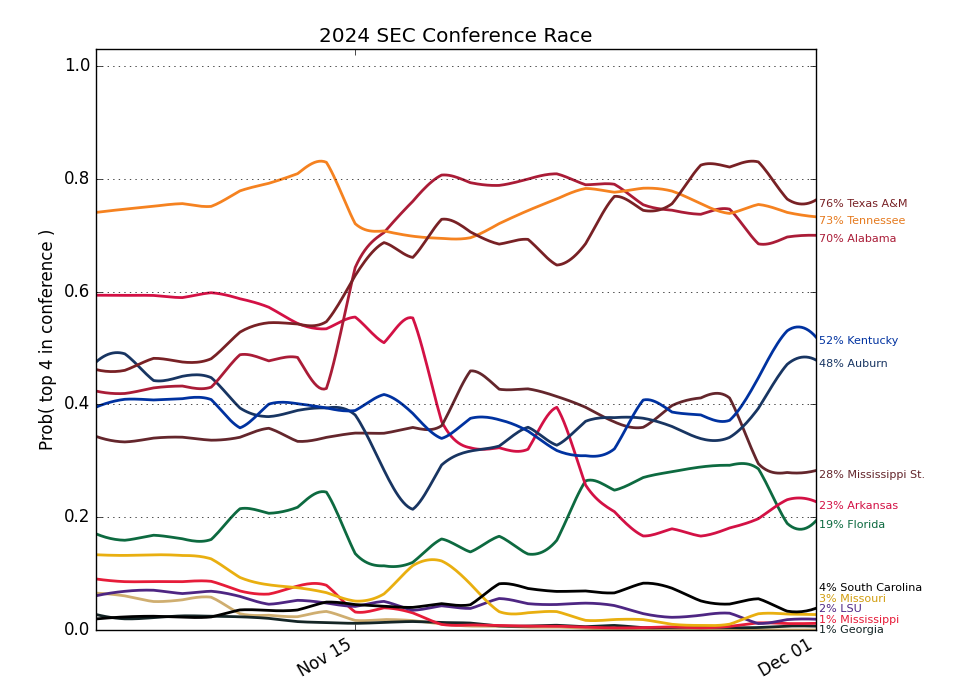 2024 SEC Conference Race
Prob( top 4 in conference )
1.0
0.8
0.6
0.4
0.2
0.0
Nov 15
Dec 01
76% Texas A&M
73% Tennessee
70% Alabama
52% Kentucky
48% Auburn
28% Mississippi St.
23% Arkansas
19% Florida
4% South Carolina
3% Missouri
2% LSU
1% Mississippi
1% Georgia